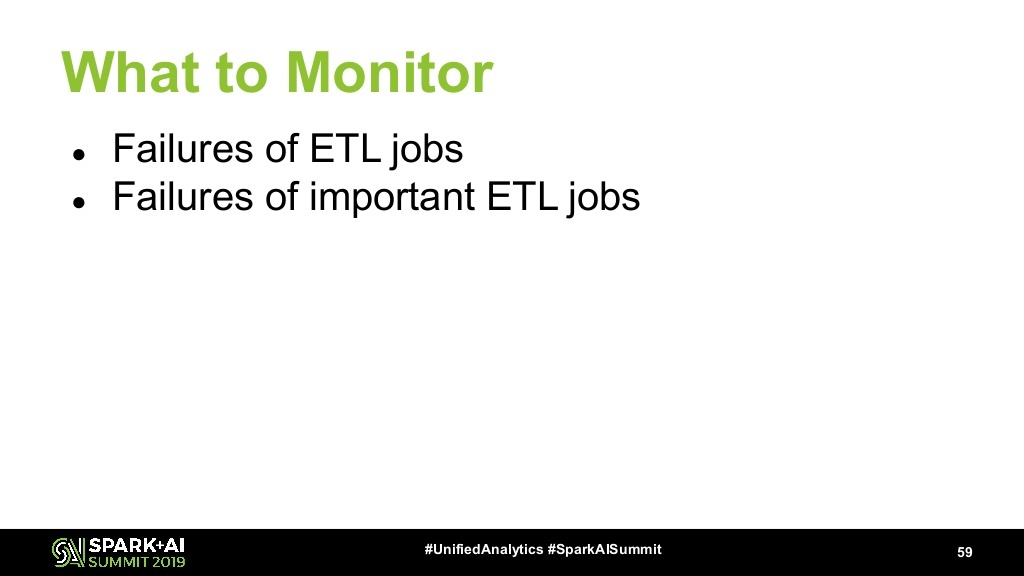 What to Monitor
● Failures of ETL jobs
● Failures of important ETL jobs
SPARK+AI
SUMMIT 2019
#UnifiedAnalytics #SparkAISummit
59